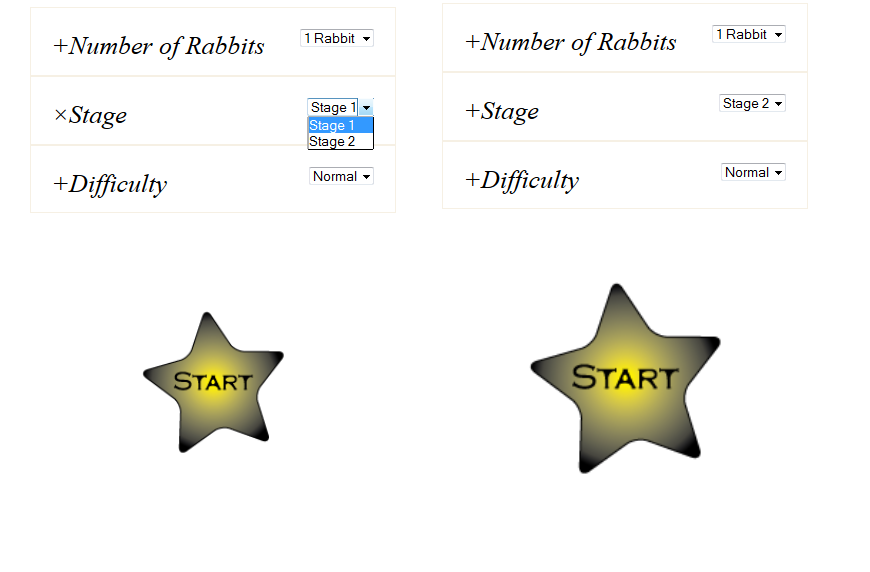 +Number of Rabbits 1 Rabbit
×Stage Stage 1
Stage 1
Stage 2
+Difficulty Normal
START
+Number of Rabbits 1 Rabbit
+Stage Stage 2
+Difficulty Normal
START